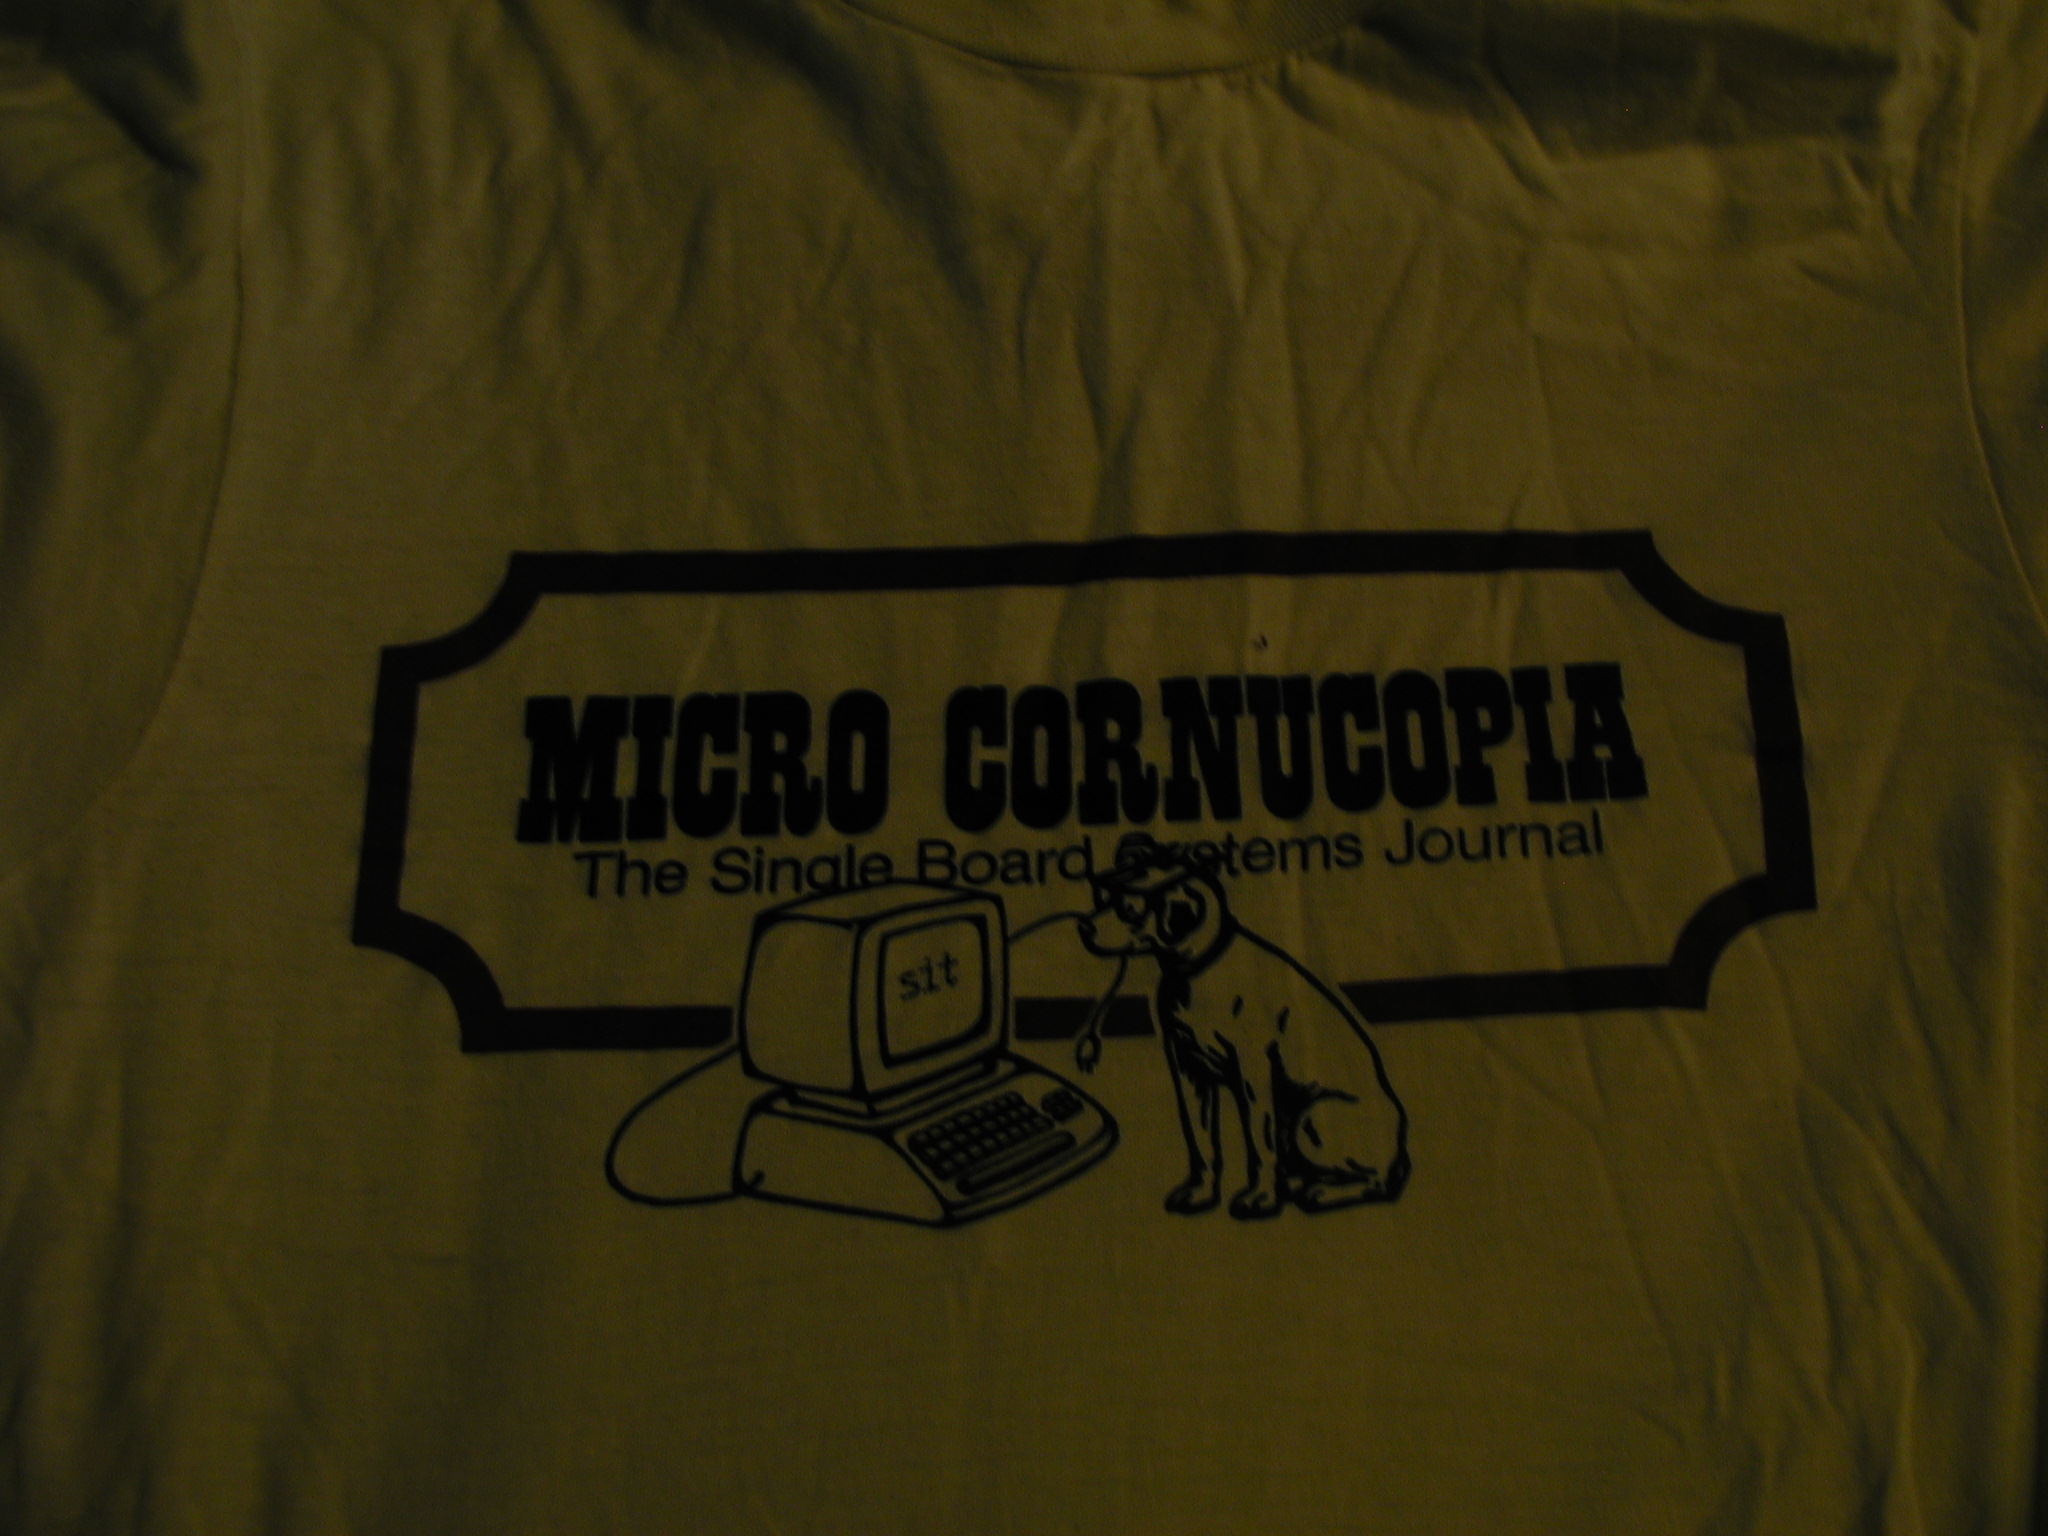 MICRO CORNUCOPIA
The Single Board Systems Journal
sit